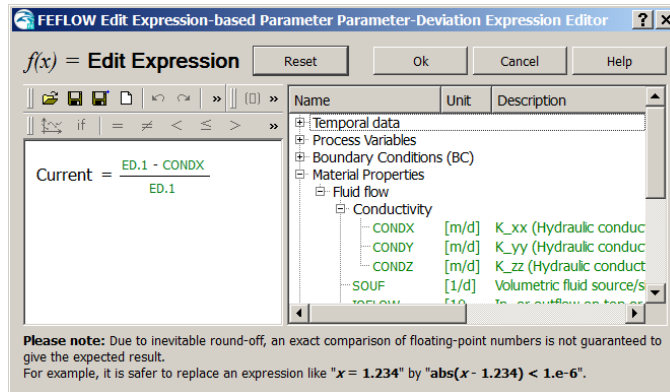 FEFLOW Edit Expression-based Parameter Parameter-Deviation Expression Editor
f(x) = Edit Expression
Reset
Ok
Cancel
Help
» (0) »
if = ≠ < ≤ > »
Current = ED.1 - CONDX
ED.1
Name Unit Description
Temporal data
Process Variables
Boundary Conditions (BC)
Material Properties
Fluid flow
Conductivity
CONDX [m/d] K_xx (Hydraulic conduc
CONDY [m/d] K_yy (Hydraulic conduct
CONDZ [m/d] K_zz (Hydraulic conduct
SOUF [1/d] Volumetric fluid source/s
Please note: Due to inevitable round-off, an exact comparison of floating-point numbers is not guaranteed to
give the expected result.
For example, it is safer to replace an expression like "x = 1.234" by "abs(x - 1.234) < 1.e-6".